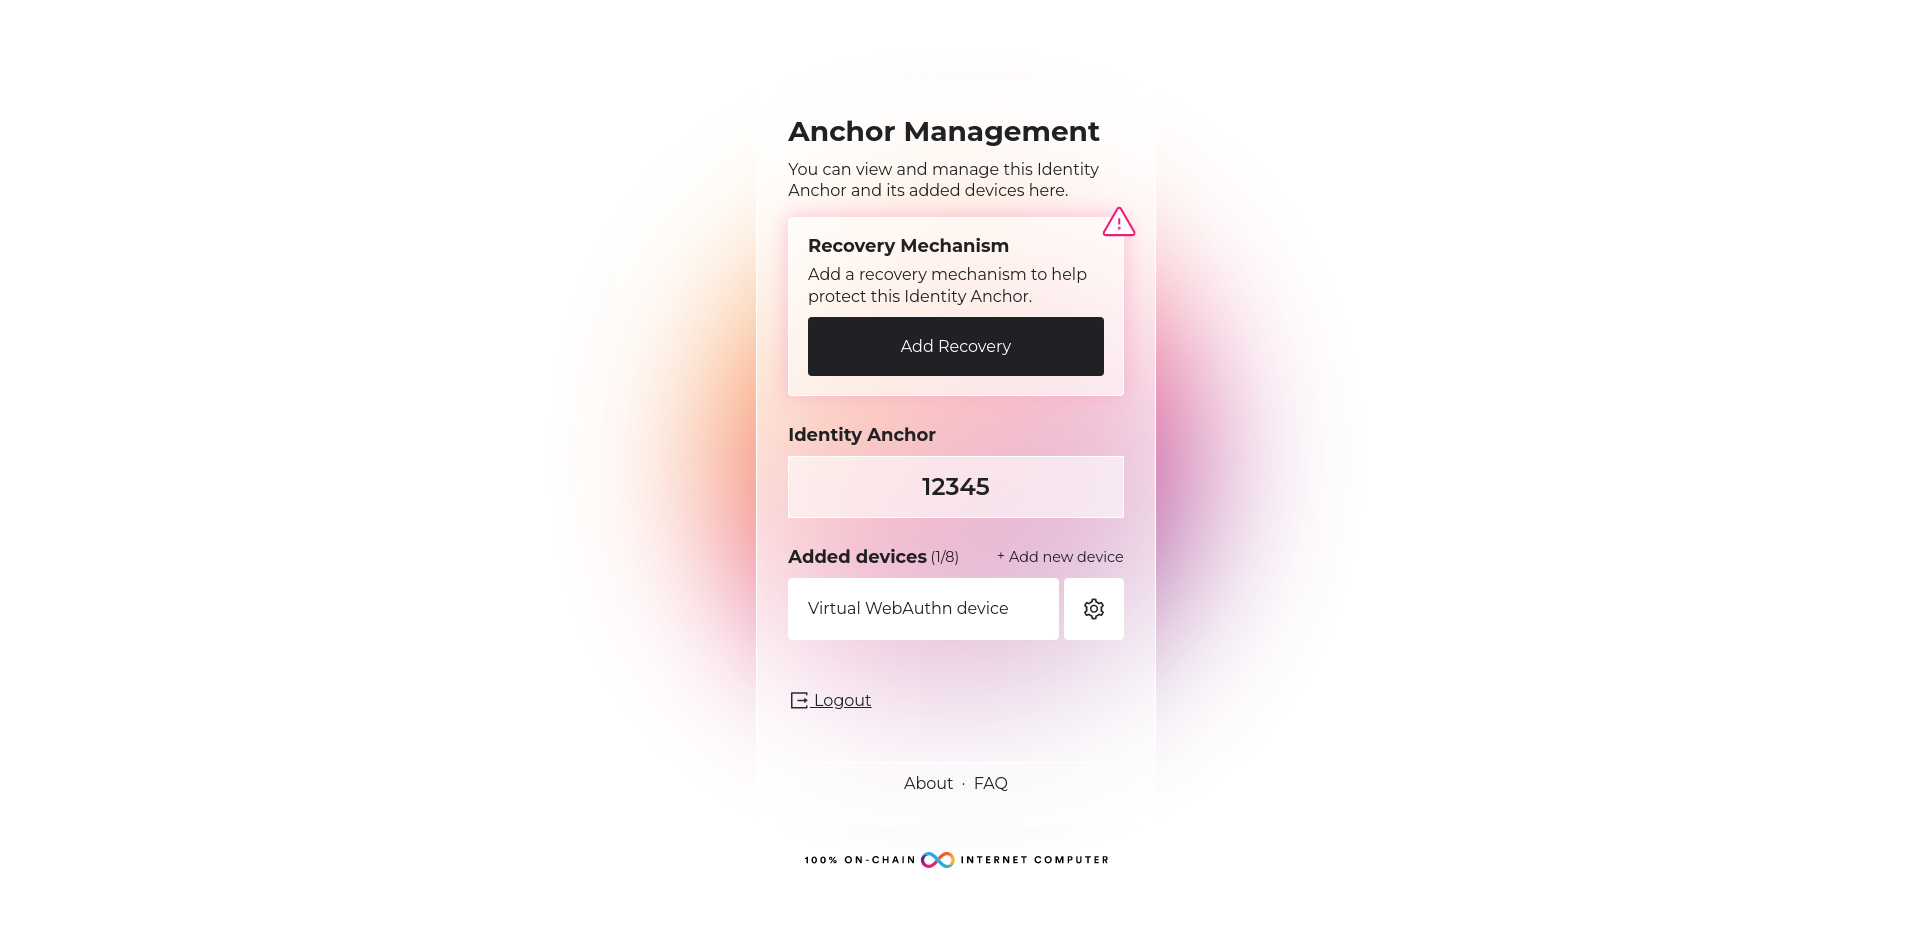 Anchor Management
You can view and manage this Identity
Anchor and its added devices here.
Recovery Mechanism
Add a recovery mechanism to help
protect this Identity Anchor.
Add Recovery
Identity Anchor
12345
Added devices (1/8) + Add new device
Virtual WebAuthn device
Logout
About · FAQ
100% ON-CHAIN INTERNET COMPUTER